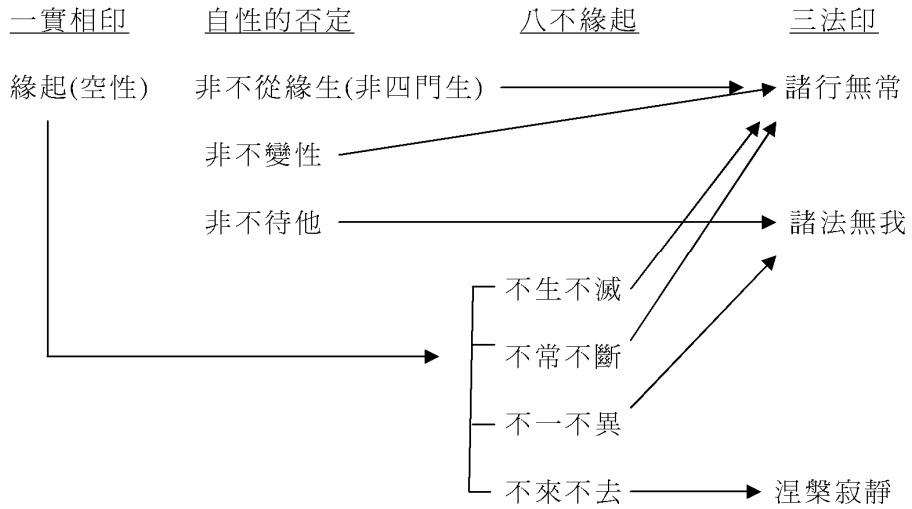 一實相印 自性的否定 八不緣起 三法印
緣起(空性) 非不從緣生(非四門生) 諸行無常
非不變性
非不待他 諸法無我
不生不滅
不常不斷
不一不異
不來不去 涅槃寂靜